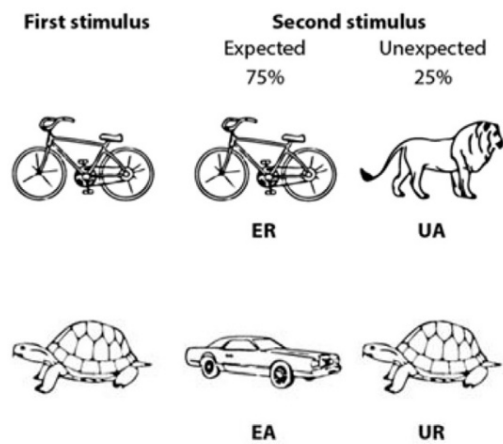 First stimulus Second stimulus
Expected Unexpected
75% 25%
ER UA
EA UR